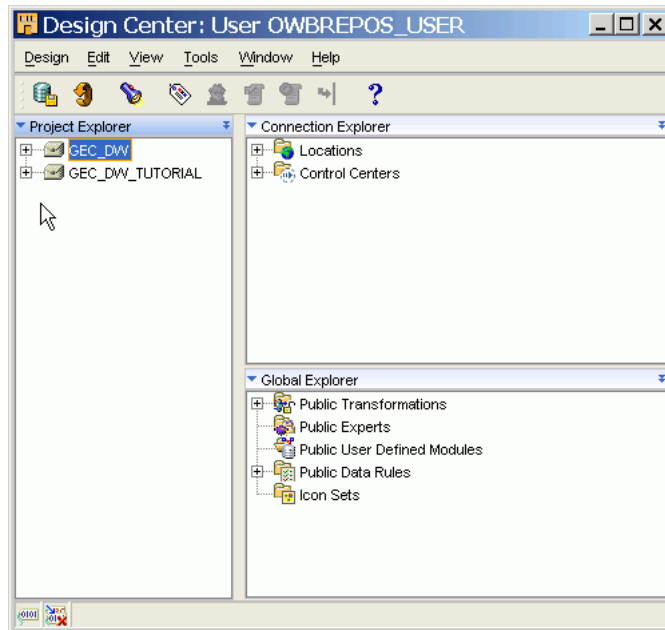 Design Center: User OWBREPOS_USER
Design Edit View Tools Window Help
?
Project Explorer
GEC_DW
GEC_DW_TUTORIAL
Connection Explorer
Locations
Control Centers
Global Explorer
Public Transformations
Public Experts
Public User Defined Modules
Public Data Rules
Icon Sets